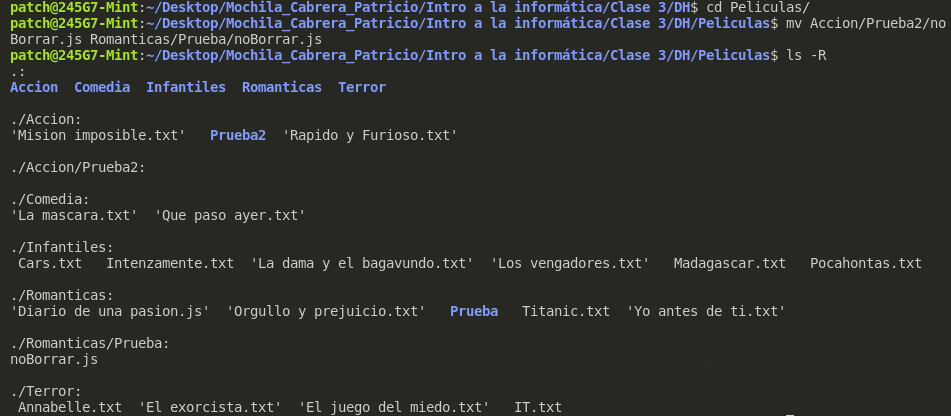 patch@245G7-Mint:~/Desktop/Mochila_Cabrera_Patricio/Intro a la informática/Clase 3/DH$ cd Peliculas/
patch@245G7-Mint:~/Desktop/Mochila_Cabrera_Patricio/Intro a la informática/Clase 3/DH/Peliculas$ mv Accion/Prueba2/no
Borrar.js Romanticas/Prueba/noBorrar.js
patch@245G7-Mint:~/Desktop/Mochila_Cabrera_Patricio/Intro a la informática/Clase 3/DH/Peliculas$ ls -R
.:
Accion  Comedia  Infantiles  Romanticas  Terror
./Accion:
'Mision imposible.txt'   Prueba2  'Rapido y Furioso.txt'
./Accion/Prueba2:
./Comedia:
'La mascara.txt'  'Que paso ayer.txt'
./Infantiles:
Cars.txt   Intenzamente.txt  'La dama y el bagavundo.txt'  'Los vengadores.txt'   Madagascar.txt   Pocahontas.txt
./Romanticas:
'Diario de una pasion.js'  'Orgullo y prejuicio.txt'   Prueba   Titanic.txt  'Yo antes de ti.txt'
./Romanticas/Prueba:
noBorrar.js
./Terror:
Annabelle.txt  'El exorcista.txt'  'El juego del miedo.txt'   IT.txt